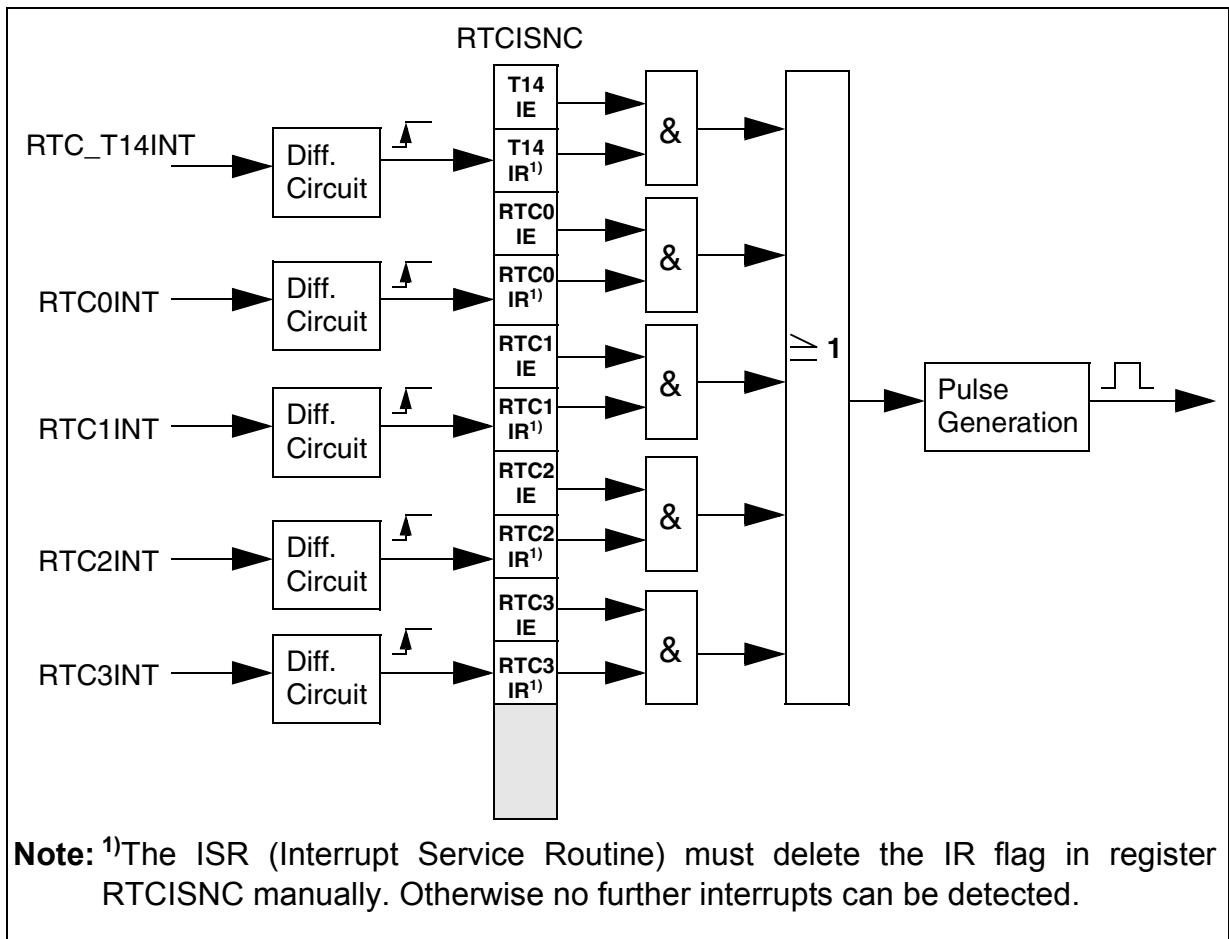 RTCISNC
T14
IE
RTC_T14INT
Diff.
Circuit
T14
IR1)
&
RTC0
IE
RTC0INT
Diff.
Circuit
RTC0
IR1)
&
RTC1
IE
RTC1INT
Diff.
Circuit
RTC1
IR1)
&
≥ 1
Pulse
Generation
RTC2
IE
RTC2INT
Diff.
Circuit
RTC2
IR1)
&
RTC3
IE
RTC3INT
Diff.
Circuit
RTC3
IR1)
&
Note: 1)The ISR (Interrupt Service Routine) must delete the IR flag in register
RTCISNC manually. Otherwise no further interrupts can be detected.